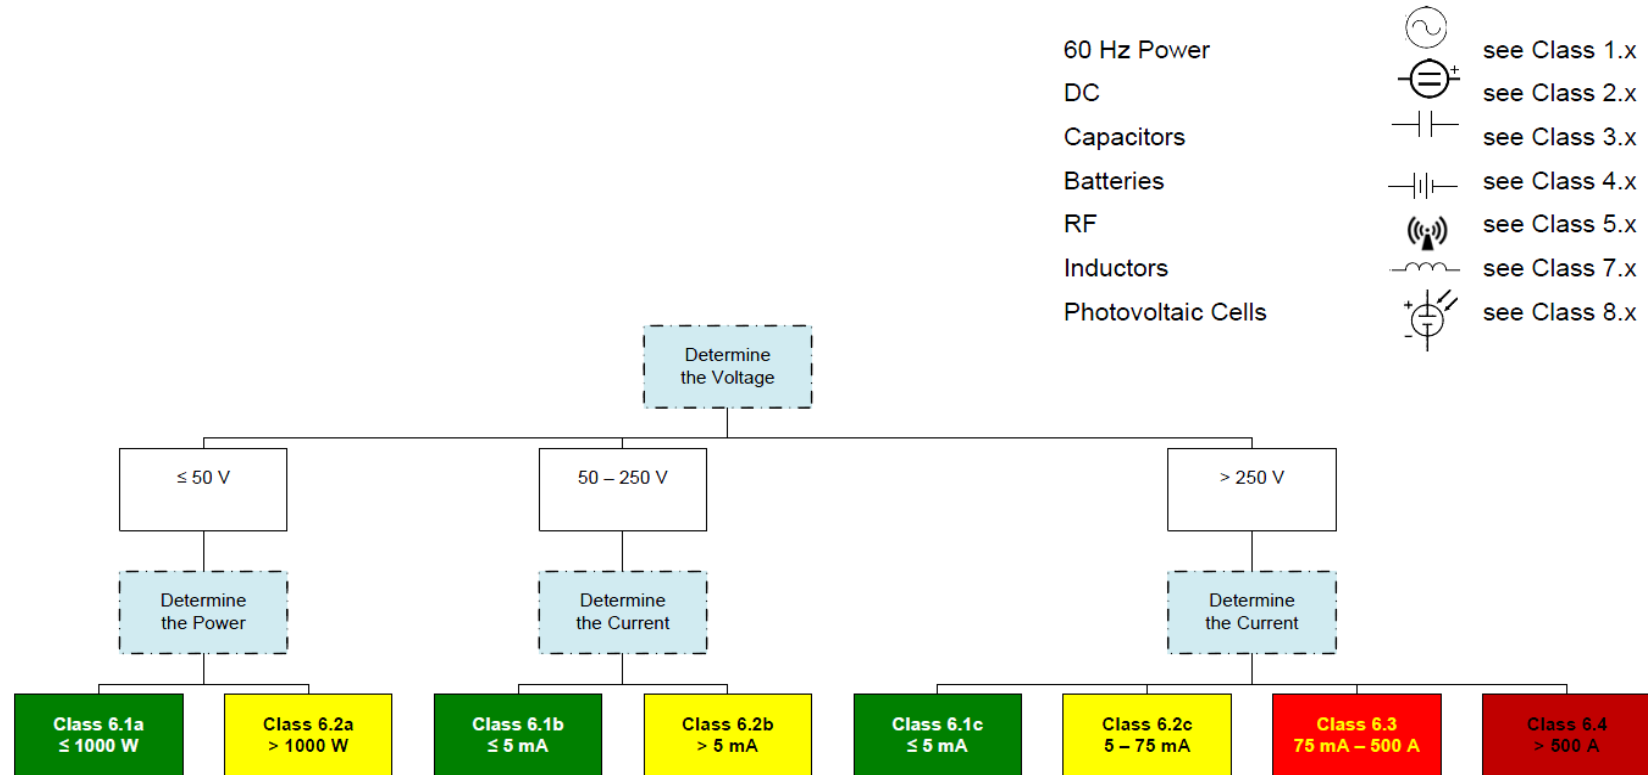 60 Hz Power see Class 1.x
DC see Class 2.x
Capacitors see Class 3.x
Batteries see Class 4.x
RF see Class 5.x
Inductors see Class 7.x
Photovoltaic Cells see Class 8.x
Determine
the Voltage
≤ 50 V
50 – 250 V
> 250 V
Determine
the Power
Determine
the Current
Determine
the Current
Class 6.1a
≤ 1000 W
Class 6.2a
> 1000 W
Class 6.1b
≤ 5 mA
Class 6.2b
> 5 mA
Class 6.1c
≤ 5 mA
Class 6.2c
5 – 75 mA
Class 6.3
75 mA – 500 A
Class 6.4
> 500 A